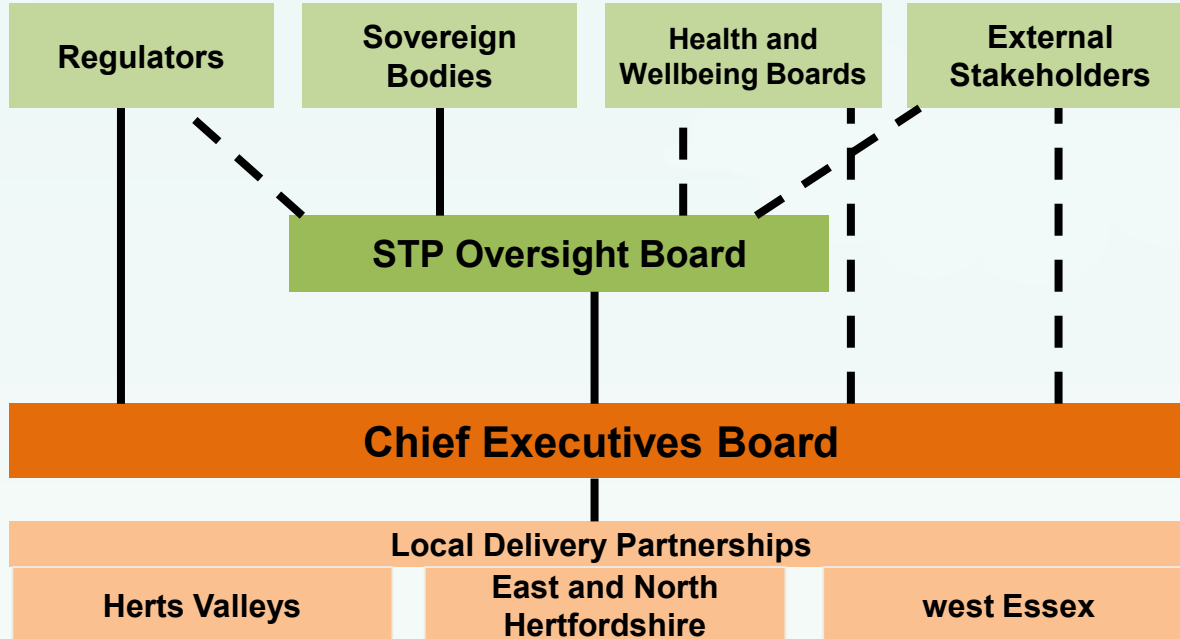 Regulators
Sovereign
Bodies
Health and
Wellbeing Boards
External
Stakeholders
STP Oversight Board
Chief Executives Board
Local Delivery Partnerships
Herts Valleys
East and North
Hertfordshire
west Essex